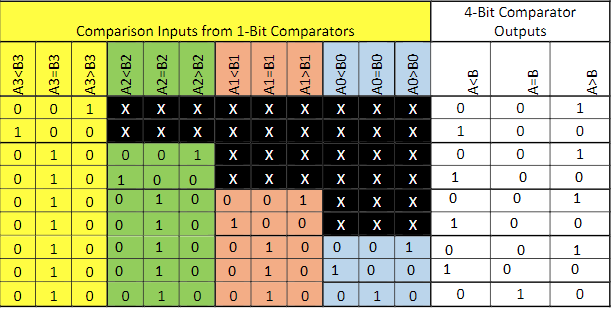 Comparison Inputs from 1-Bit Comparators
4-Bit Comparator
Outputs
A3<B3 A3=B3 A3>B3 A2<B2 A2=B2 A2>B2 A1<B1 A1=B1 A1>B1 A0<B0 A0=B0 A0>B0 A<B A=B A>B
0 0 1 X X X X X X X X X 0 0 1
1 0 0 X X X X X X X X X 1 0 0
0 1 0 0 0 1 X X X X X X 0 0 1
0 1 0 1 0 0 X X X X X X 1 0 0
0 1 0 0 1 0 0 0 1 X X X 0 0 1
0 1 0 0 1 0 1 0 0 X X X 1 0 0
0 1 0 0 1 0 0 1 0 0 0 1 0 0 1
0 1 0 0 1 0 0 1 0 1 0 0 1 0 0
0 1 0 0 1 0 0 1 0 0 1 0 0 1 0